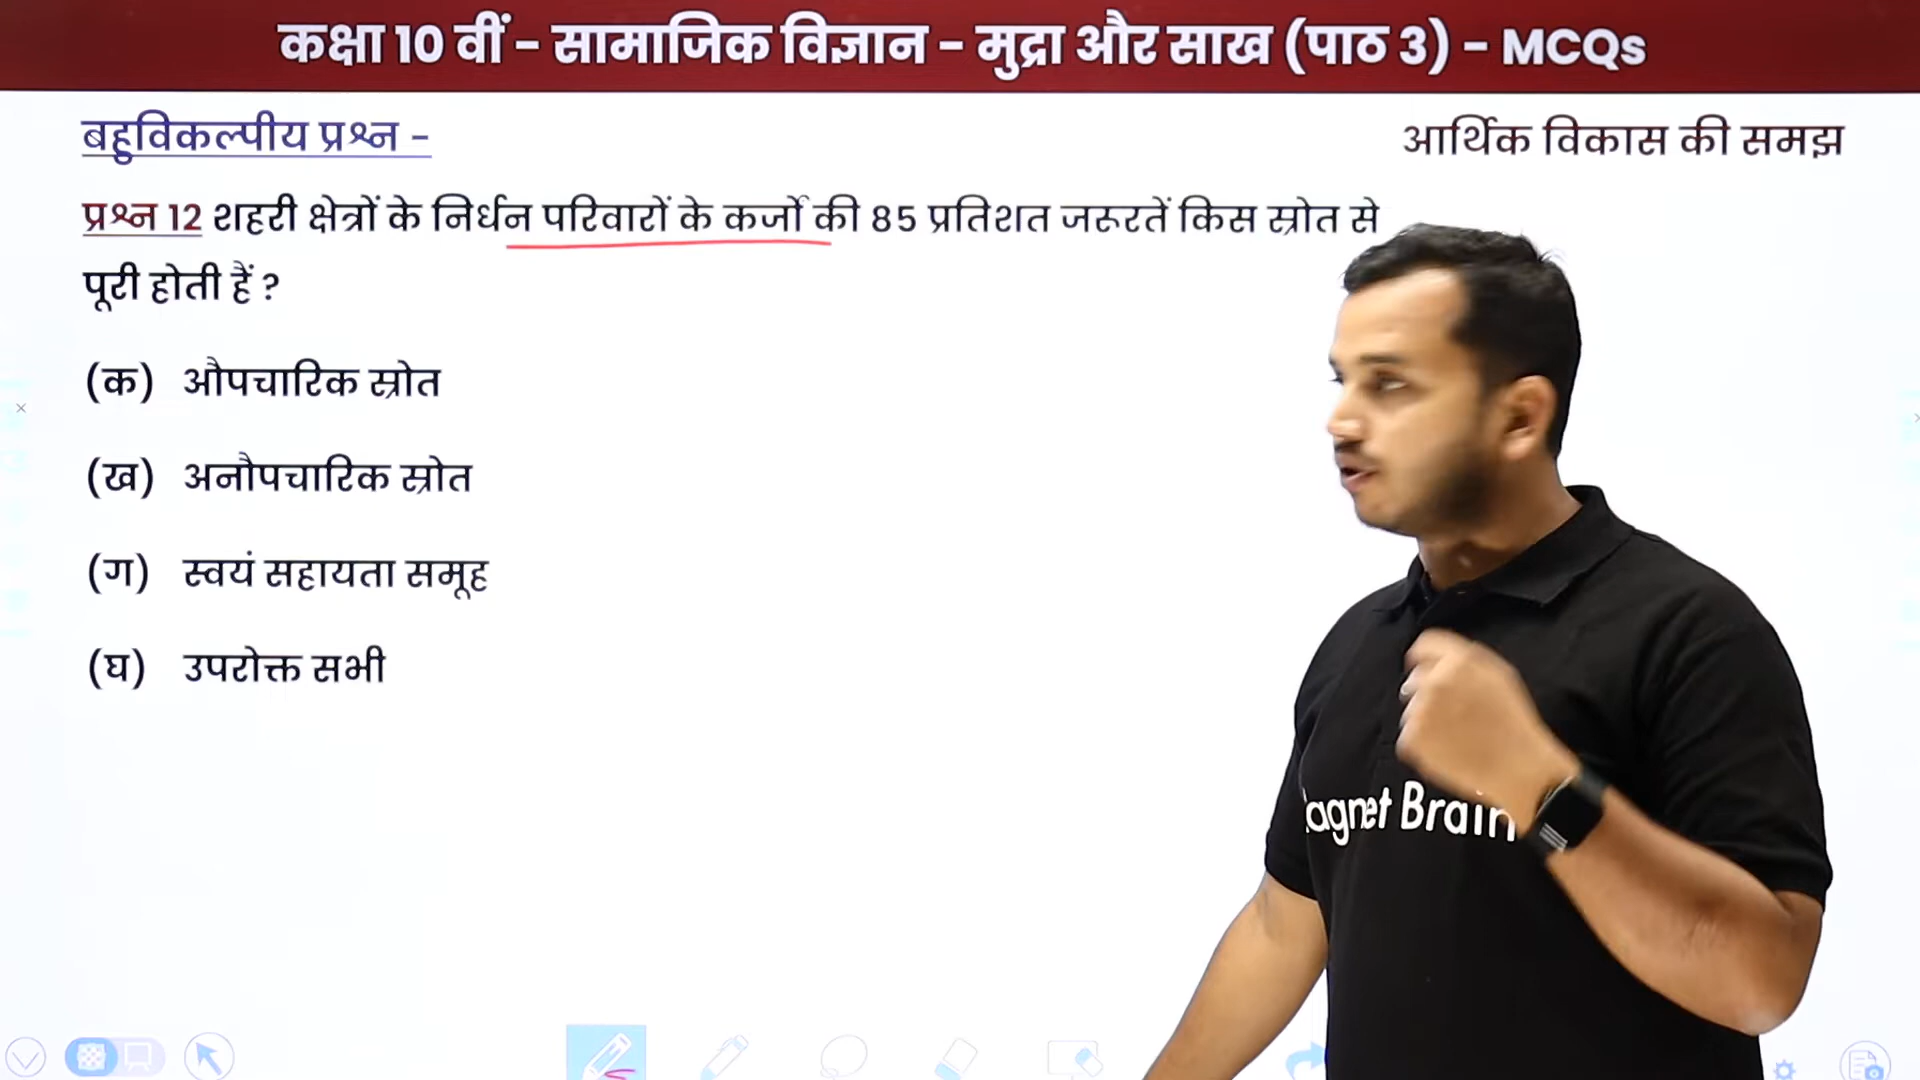 कक्षा 10 वीं - सामाजिक विज्ञान - मुद्रा और साख (पाठ 3) - MCQs
बहुविकल्पीय प्रश्न -
आर्थिक विकास की समझ
प्रश्न 12 शहरी क्षेत्रों के निर्धन परिवारों के कर्जो की 85 प्रतिशत जरूरतें किस स्रोत से
पूरी होती हैं ?
(क) औपचारिक स्रोत
(ख) अनौपचारिक स्रोत
(ग) स्वयं सहायता समूह
(घ) उपरोक्त सभी
agnet Brain